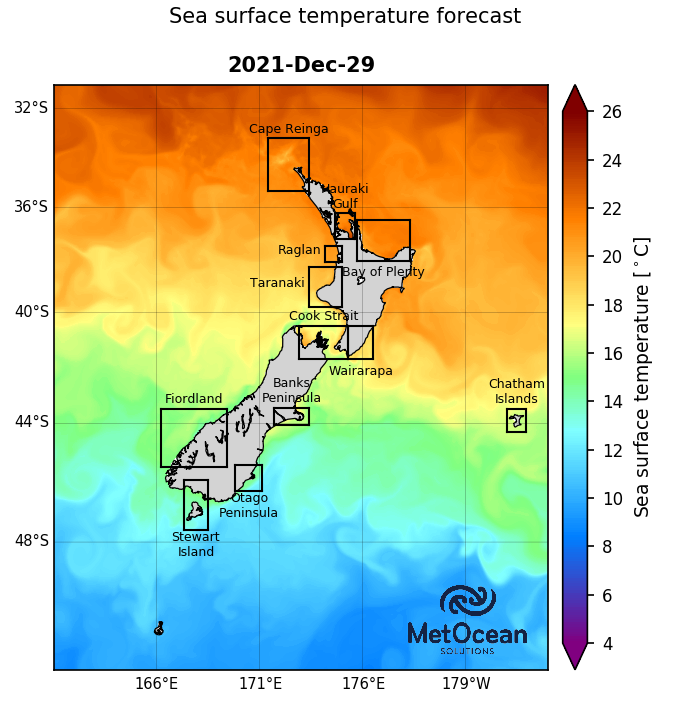 Sea surface temperature forecast
2021-Dec-29
32°S
36°S
40°S
44°S
48°S
Cape Reinga
Hauraki
Gulf
Raglan
Bay of Plenty
Taranaki
Cook Strait
Wairarapa
Banks
Peninsula
Fiordland
Chatham
Islands
Otago
Peninsula
Stewart
Island
MetOcean
SOLUTIONS
166°E
171°E
176°E
179°W
26
24
22
20
18
16
14
12
10
8
6
4
Sea surface temperature [°C]